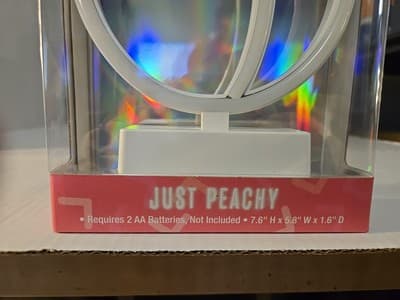 JUST PEACHY
• Requires 2 AA Batteries, Not Included • 7.6" H x 5.8" W x 1.6" D